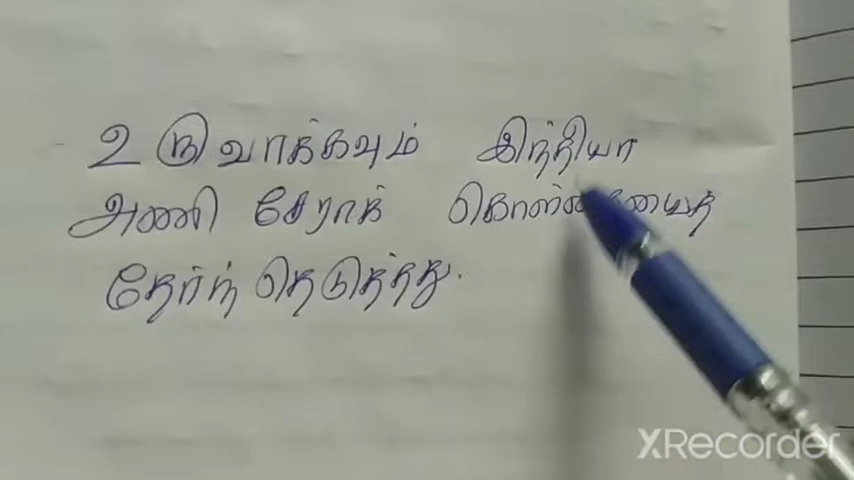 உருவாக்கவும் இந்தியா
அணி சேராக் கொள்கையைத்
தேர்ந்தெடுத்தது.
XRecorder